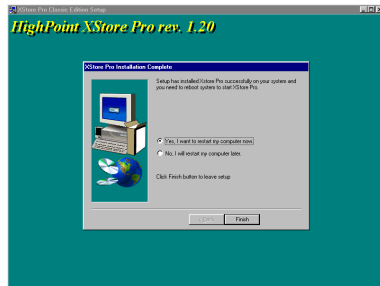 XStore Pro Classic Edition Setup
HighPoint XStore Pro rev. 1.20
XStore Pro Installation Complete
Setup has installed Xstore Pro successfully on your system and
you need to reboot system to start XStore Pro.
Yes, I want to restart my computer now.
No, I will restart my computer later.
Click Finish button to leave setup
< Back
Finish